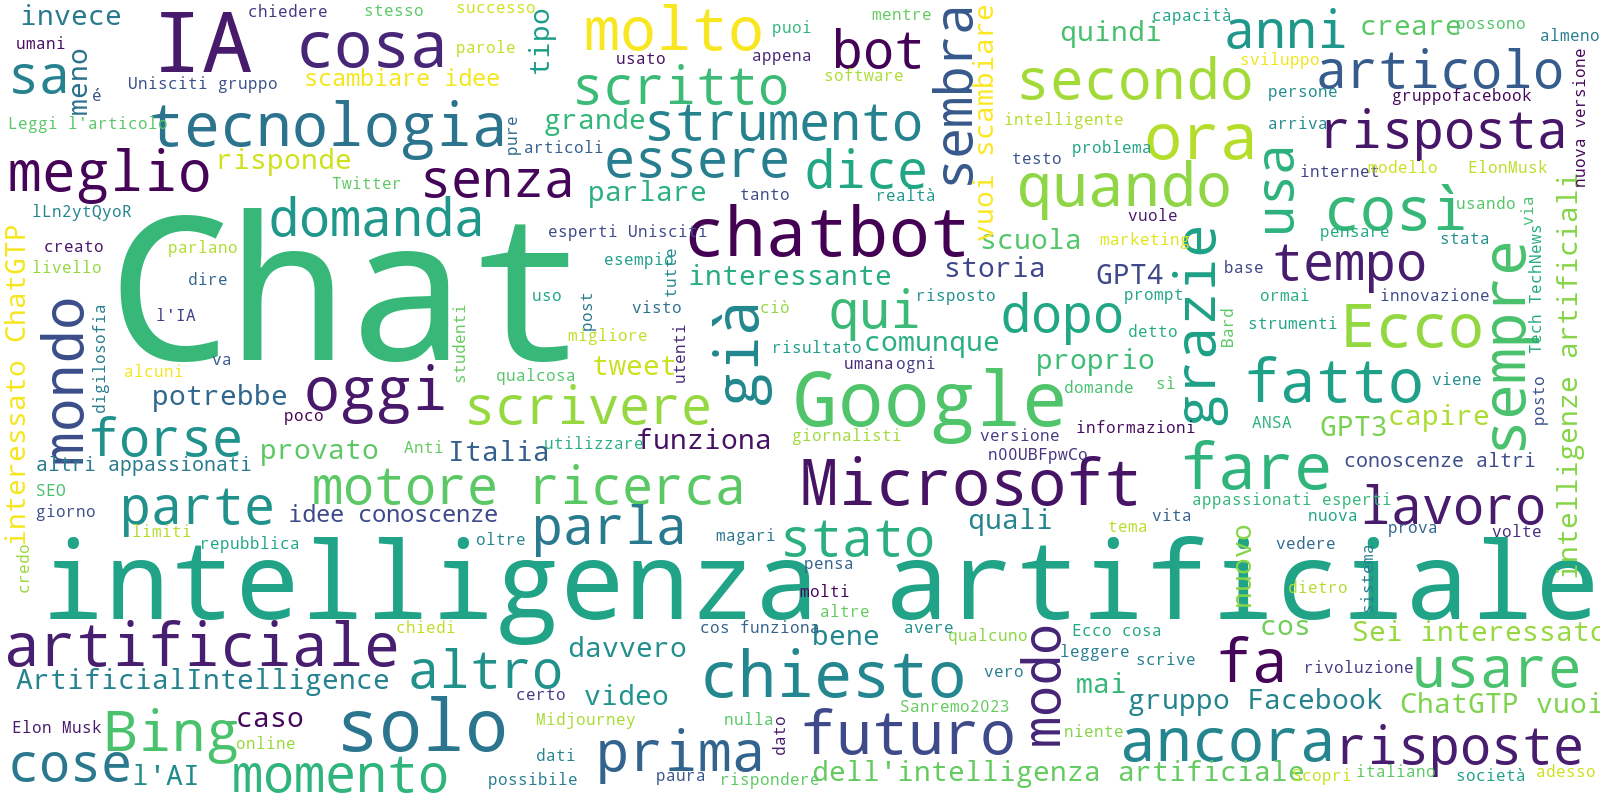 invece
IA
chiedere
cosa
stesso
successo
parole
tipo
molto
puoi
mentre
bot
sembra
vuoi scambiare
quindi
capacità
anni
creare
possono
almeno
umani
sa
meno
é
Unisciti gruppo
scambiare idee
usato
appena
scritto
software
secondo
sviluppo
persone
articolo
gruppofacebook
nuova versione
Leggi l'articolo
tecnologia
pure
grande
strumento
articoli
intelligente
ora
arriva
risposta
meglio
risponde
Twitter
senza
essere
parlare
dice
tanto
realtà
testo
problema
quando
usa
internet
modello
ElonMusk
lLn2ytQyoR
domanda
Chat
creato
parlano
livello
dire
l'IA
esperti Unisciti
chatbot
esempio
tutte
interessante
scuola
vuole
marketing
storia
GPT4
grazie
base
così
usando
via
pensare
stata
tempo
sempre
Tech TechNews
intelligenze artificiali
interessato ChatGTP
mondo
digilosofia
va
alcuni
studenti
uso
post
visto
migliore
utenti
già
ciò
qui
risposto
dopo
prompt
detto
Bard
ormai
strumenti
innovazione
Ecco
risultato
comunque
umana
ogni
proprio
potrebbe
oggi
poco
qualcosa
tweet
scrivere
Google
domande
sì
fatto
viene
posto
forse
provato
Anti
Italia
utilizzare
funziona
giornalisti
versione
informazioni
nOOUBFpwCo
ANSA
GPT3
capire
altri appassionati
SEO
giorno
parte
motore ricerca
Microsoft
fare
conoscenze altri
appassionati esperti
lavoro
idee conoscenze
limiti
repubblica
oltre
parla
magari
stato
quali
tema
vita
nuova
prova
volte
credo
intelligenza artificiale
pensa
molti
altre
nuovo
vedere
dietro
sistema
artificiale
chiedi
cos funziona
bene
avere
qualcuno
Ecco cosa
cos
Sei interessato
ArtificialIntelligence
altro
davvero
chiesto
vero
modo
leggere
scrive
mai
fa
rivoluzione
usare
certo
video
Elon Musk
Bing
caso
online
solo
Midjourney
nulla
dato
Sanremo2023
futuro
niente
gruppo Facebook
ChatGTP vuoi
cose
l'AI
momento
dati
possibile
prima
paura
rispondere
dell'intelligenza artificiale
ancora
scopri
risposte
italiano
società
adesso